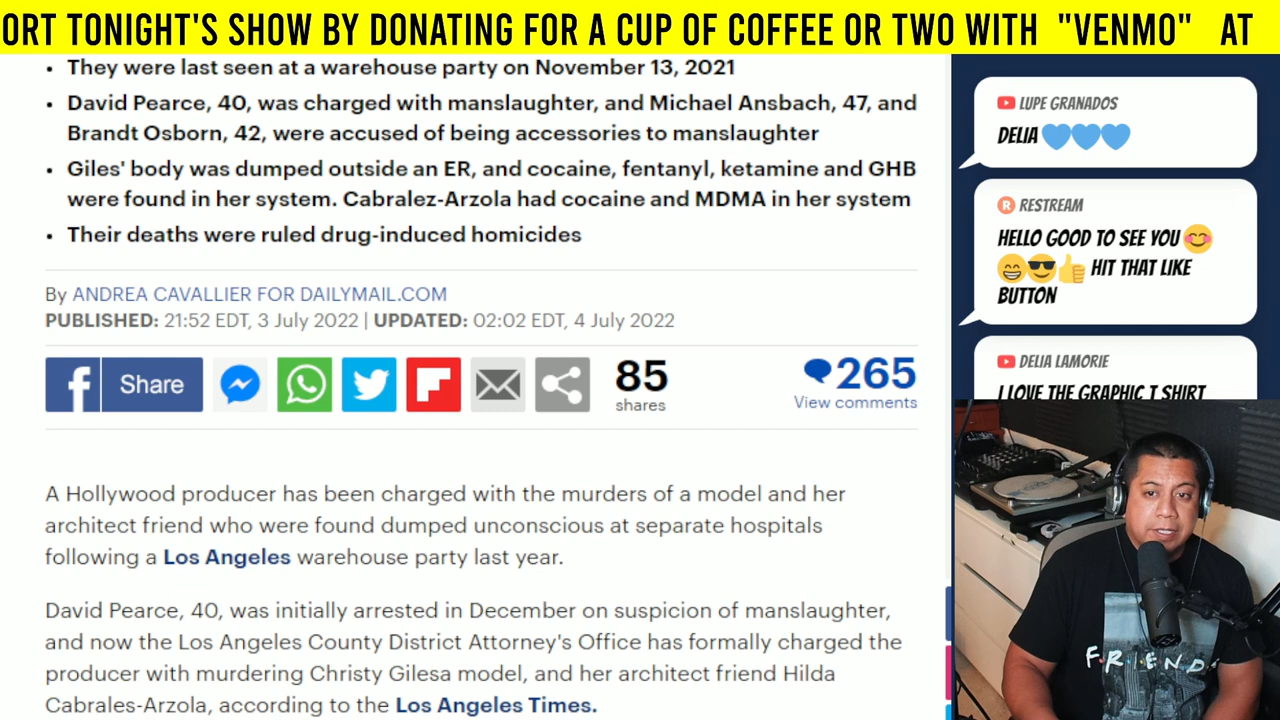 ORT TONIGHT'S SHOW BY DONATING FOR A CUP OF COFFEE OR TWO WITH "VENMO" AT
• They were last seen at a warehouse party on November 13, 2021
• David Pearce, 40, was charged with manslaughter, and Michael Ansbach, 47, and
Brandt Osborn, 42, were accused of being accessories to manslaughter
• Giles' body was dumped outside an ER, and cocaine, fentanyl, ketamine and GHB
were found in her system. Cabralez-Arzola had cocaine and MDMA in her system
• Their deaths were ruled drug-induced homicides
By ANDREA CAVALLIER FOR DAILYMAIL.COM
PUBLISHED: 21:52 EDT, 3 July 2022 | UPDATED: 02:02 EDT, 4 July 2022
Share
85
shares
265
View comments
A Hollywood producer has been charged with the murders of a model and her
architect friend who were found dumped unconscious at separate hospitals
following a Los Angeles warehouse party last year.
David Pearce, 40, was initially arrested in December on suspicion of manslaughter,
and now the Los Angeles County District Attorney's Office has formally charged the
producer with murdering Christy Gilesa model, and her architect friend Hilda
Cabrales-Arzola, according to the Los Angeles Times.
LUPE GRANADOS
DELIA 💙💙💙
RESTREAM
HELLO GOOD TO SEE YOU 😊
😁😎👍 HIT THAT LIKE
BUTTON
DELIA LAMORIE
I LOVE THE GRAPHIC T SHIRT
F·R·I·E·N·D